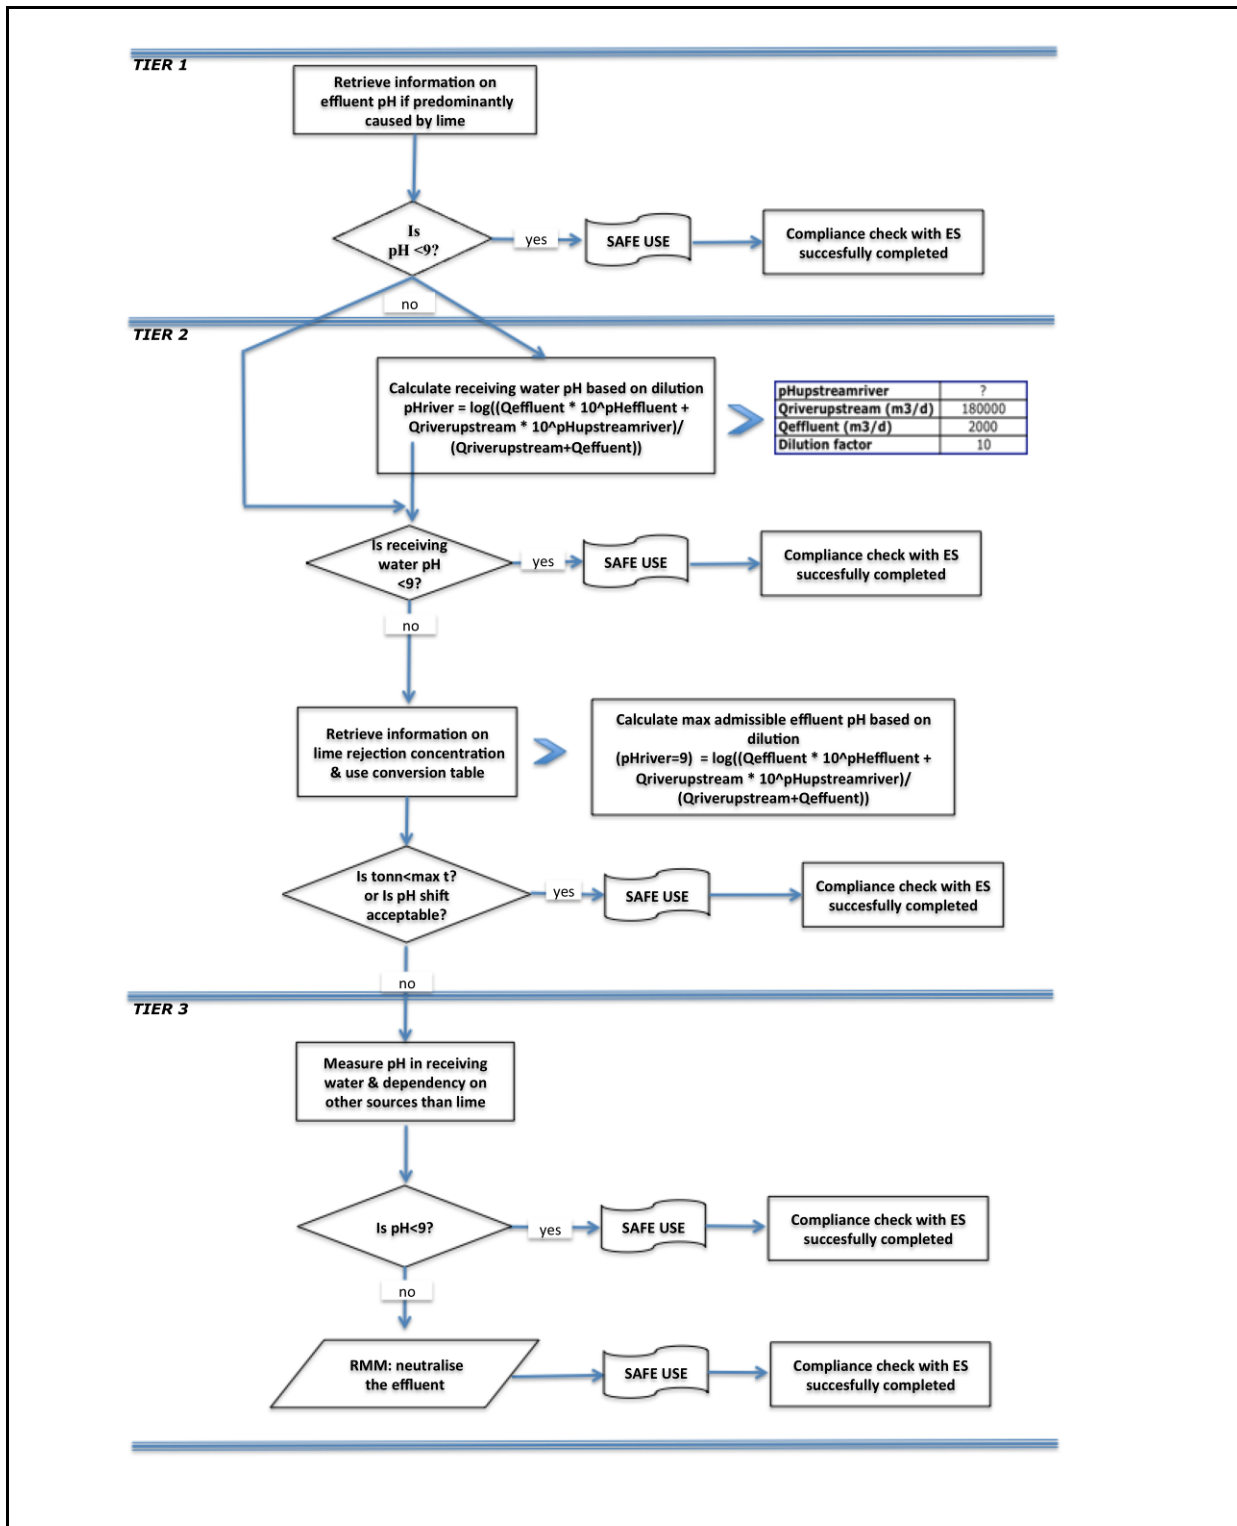 TIER 1
Retrieve information on
effluent pH if predominantly
caused by lime
Is
pH <9?
yes
SAFE USE
Compliance check with ES
succesfully completed
no
TIER 2
Calculate receiving water pH based on dilution
pHriver = log((Qeffluent * 10^pHeffluent +
Qriverupstream * 10^pHupstreamriver)/
(Qriverupstream+Qeffuent))
pHupstreamriver ?
Qriverupstream (m3/d) 180000
Qeffluent (m3/d) 2000
Dilution factor 10
Is receiving
water pH
<9?
yes
SAFE USE
Compliance check with ES
succesfully completed
no
Retrieve information on
lime rejection concentration
& use conversion table
Calculate max admissible effluent pH based on
dilution
(pHriver=9) = log((Qeffluent * 10^pHeffluent +
Qriverupstream * 10^pHupstreamriver)/
(Qriverupstream+Qeffuent))
Is tonn<max t?
or Is pH shift
acceptable?
yes
SAFE USE
Compliance check with ES
succesfully completed
no
TIER 3
Measure pH in receiving
water & dependency on
other sources than lime
Is pH<9?
yes
SAFE USE
Compliance check with ES
succesfully completed
no
RMM: neutralise
the effluent
SAFE USE
Compliance check with ES
succesfully completed